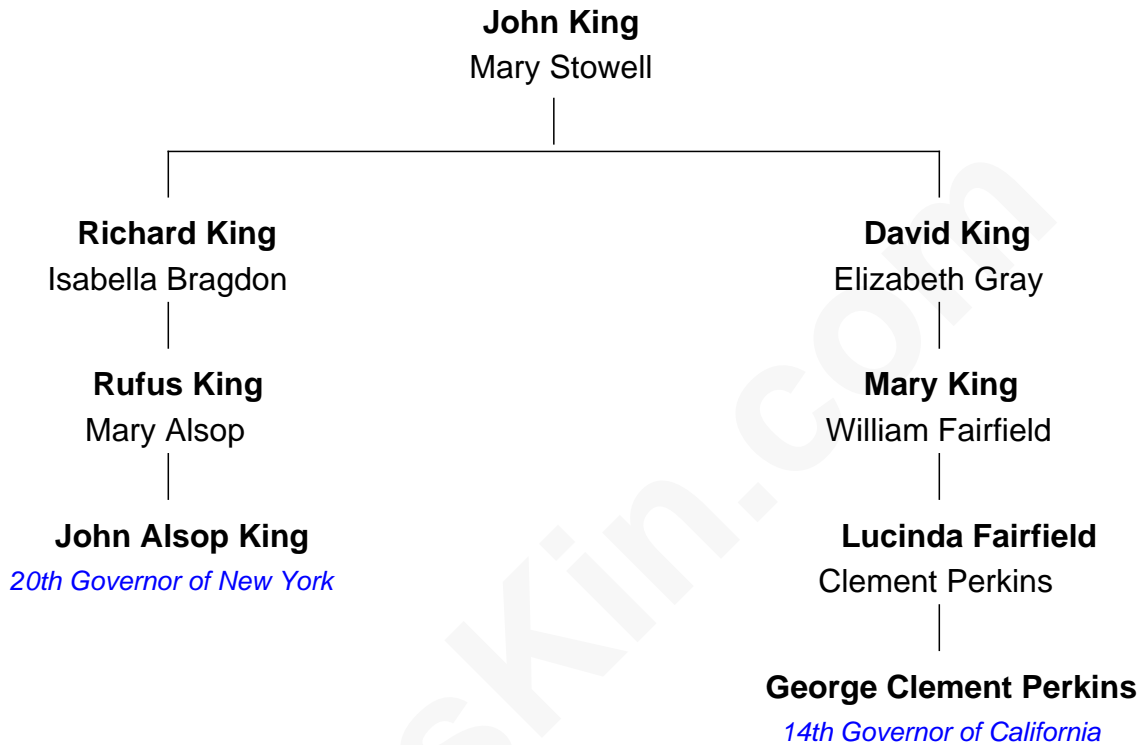 John King
Mary Stowell
Richard King
Isabella Bragdon
David King
Elizabeth Gray
Rufus King
Mary Alsop
Mary King
William Fairfield
John Alsop King
20th Governor of New York
Lucinda Fairfield
Clement Perkins
George Clement Perkins
14th Governor of California
sKin.com